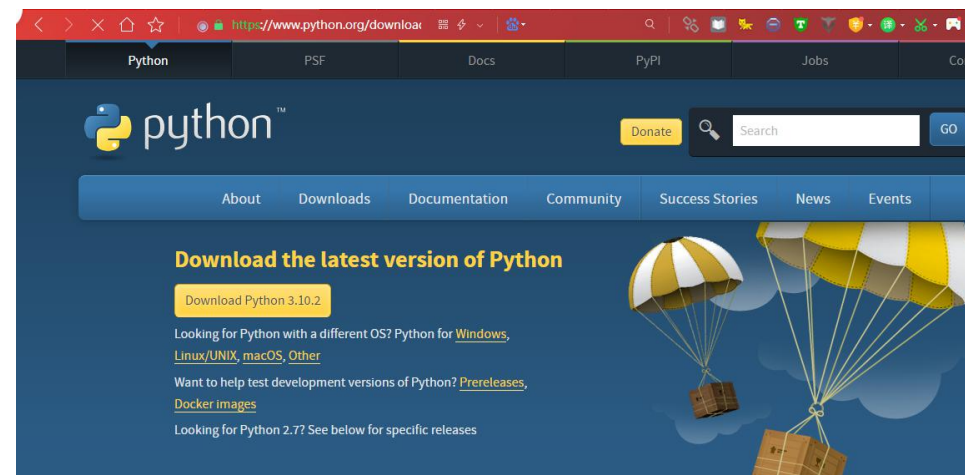 https://www.python.org/downloac
Python PSF Docs PyPI Jobs Co
python™
Donate Search GO
About Downloads Documentation Community Success Stories News Events
Download the latest version of Python
Download Python 3.10.2
Looking for Python with a different OS? Python for Windows,
Linux/UNIX, macOS, Other
Want to help test development versions of Python? Prereleases,
Docker images
Looking for Python 2.7? See below for specific releases